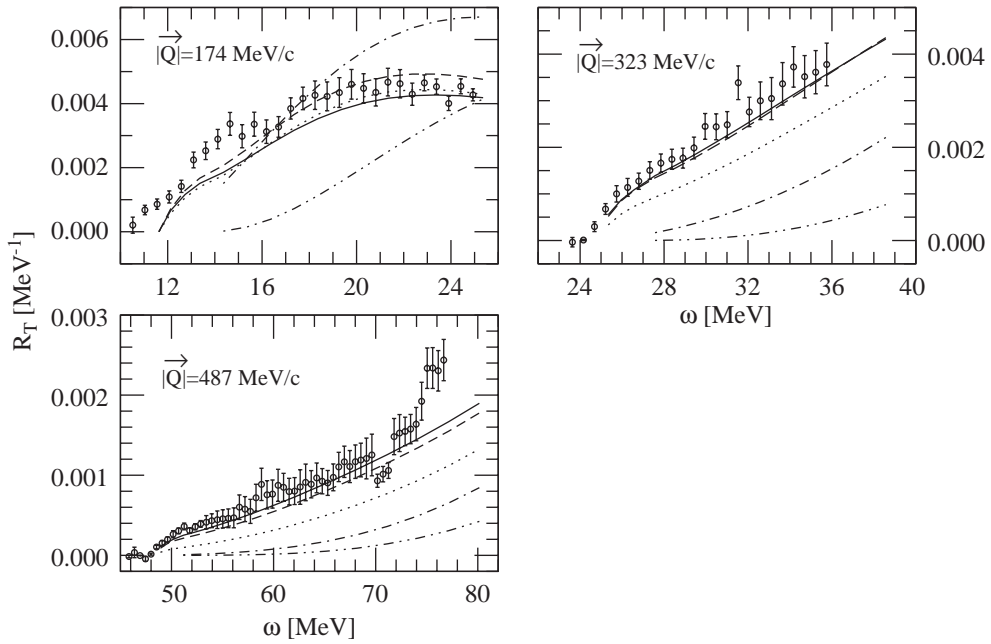 0.006
0.004
0.002
0.000
|Q|=174 MeV/c
12 16 20 24
|Q|=323 MeV/c
0.004
0.002
0.000
24 28 32 36 40
ω [MeV]
R_T [MeV⁻¹]
0.003
0.002
0.001
0.000
|Q|=487 MeV/c
50 60 70 80
ω [MeV]